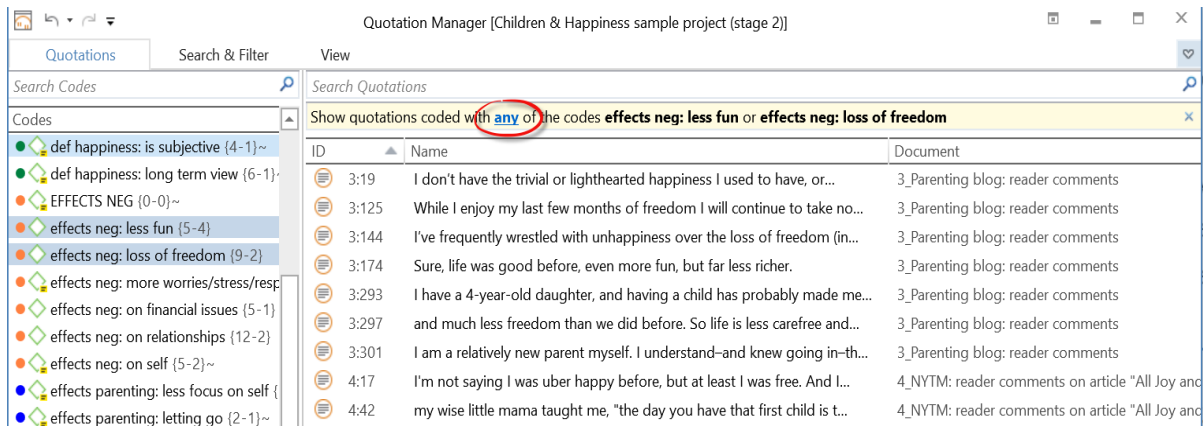 Quotation Manager [Children & Happiness sample project (stage 2)]
Quotations Search & Filter View
Search Codes
Search Quotations
Show quotations coded with any of the codes effects neg: less fun or effects neg: loss of freedom
Codes
def happiness: is subjective {4-1}~
def happiness: long term view {6-1}
EFFECTS NEG {0-0}~
effects neg: less fun {5-4}
effects neg: loss of freedom {9-2}
effects neg: more worries/stress/resp
effects neg: on financial issues {5-1}
effects neg: on relationships {12-2}
effects neg: on self {5-2}~
effects parenting: less focus on self {
effects parenting: letting go {2-1}~
ID Name Document
3:19 I don't have the trivial or lighthearted happiness I used to have, or... 3_Parenting blog: reader comments
3:125 While I enjoy my last few months of freedom I will continue to take no... 3_Parenting blog: reader comments
3:144 I've frequently wrestled with unhappiness over the loss of freedom (in... 3_Parenting blog: reader comments
3:174 Sure, life was good before, even more fun, but far less richer. 3_Parenting blog: reader comments
3:293 I have a 4-year-old daughter, and having a child has probably made me... 3_Parenting blog: reader comments
3:297 and much less freedom than we did before. So life is less carefree and... 3_Parenting blog: reader comments
3:301 I am a relatively new parent myself. I understand–and knew going in–th... 3_Parenting blog: reader comments
4:17 I'm not saying I was uber happy before, but at least I was free. And I... 4_NYTM: reader comments on article "All Joy and
4:42 my wise little mama taught me, "the day you have that first child is t... 4_NYTM: reader comments on article "All Joy and